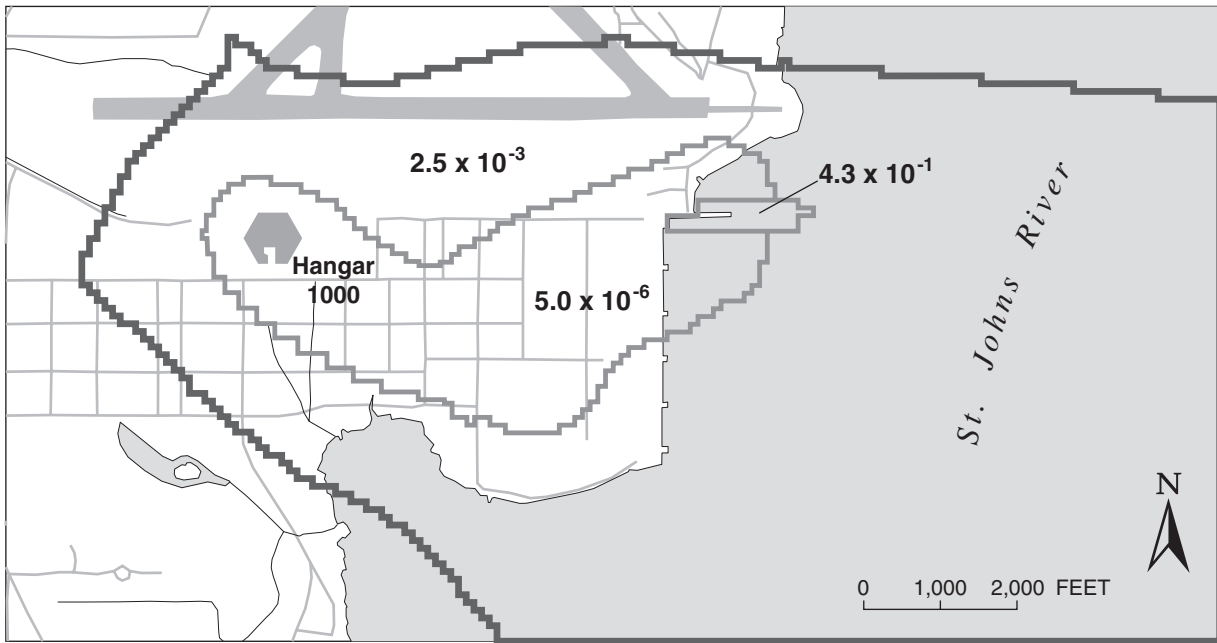 2.5 x 10-3
4.3 x 10-1
Hangar
1000
5.0 x 10-6
St. Johns River
N
0 1,000 2,000 FEET